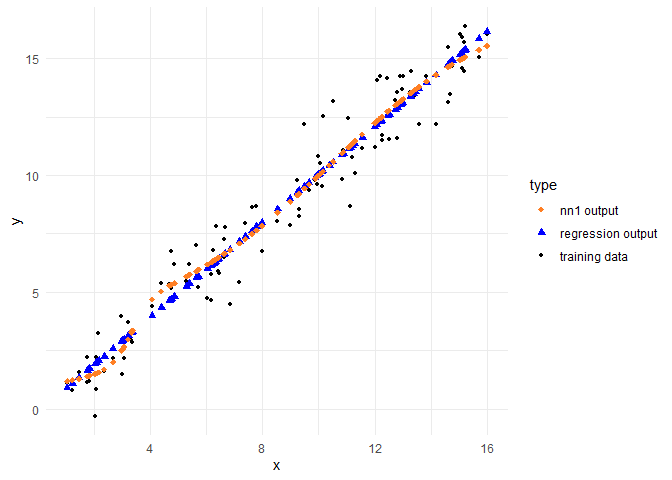 15
10
5
0
y
4
8
12
16
x
type
nn1 output
regression output
training data